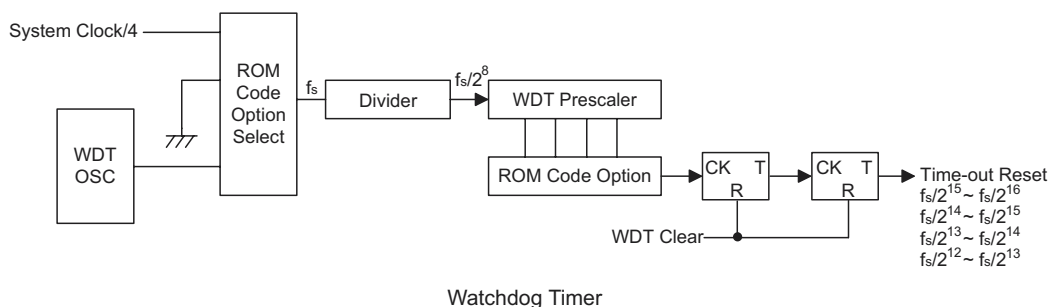 System Clock/4
ROM
Code
Option
Select
WDT
OSC
fs
Divider
fs/2^8
WDT Prescaler
ROM Code Option
CK T
R
CK T
R
WDT Clear
Time-out Reset
fs/2^15 ~ fs/2^16
fs/2^14 ~ fs/2^15
fs/2^13 ~ fs/2^14
fs/2^12 ~ fs/2^13
Watchdog Timer